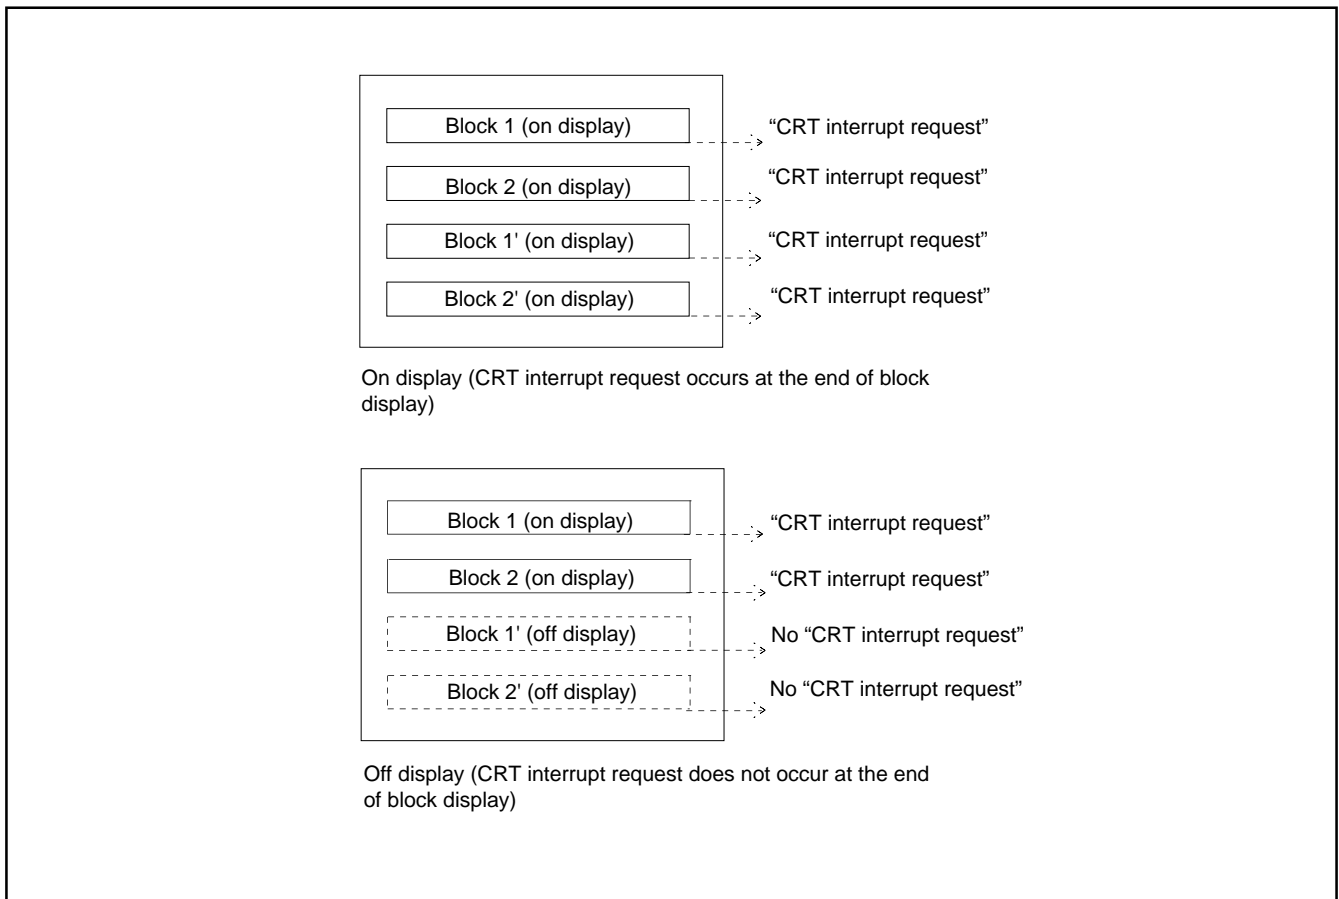 Block 1 (on display)
“CRT interrupt request”
Block 2 (on display)
“CRT interrupt request”
Block 1' (on display)
“CRT interrupt request”
Block 2' (on display)
“CRT interrupt request”
On display (CRT interrupt request occurs at the end of block
display)
Block 1 (on display)
“CRT interrupt request”
Block 2 (on display)
“CRT interrupt request”
Block 1' (off display)
No “CRT interrupt request”
Block 2' (off display)
No “CRT interrupt request”
Off display (CRT interrupt request does not occur at the end
of block display)